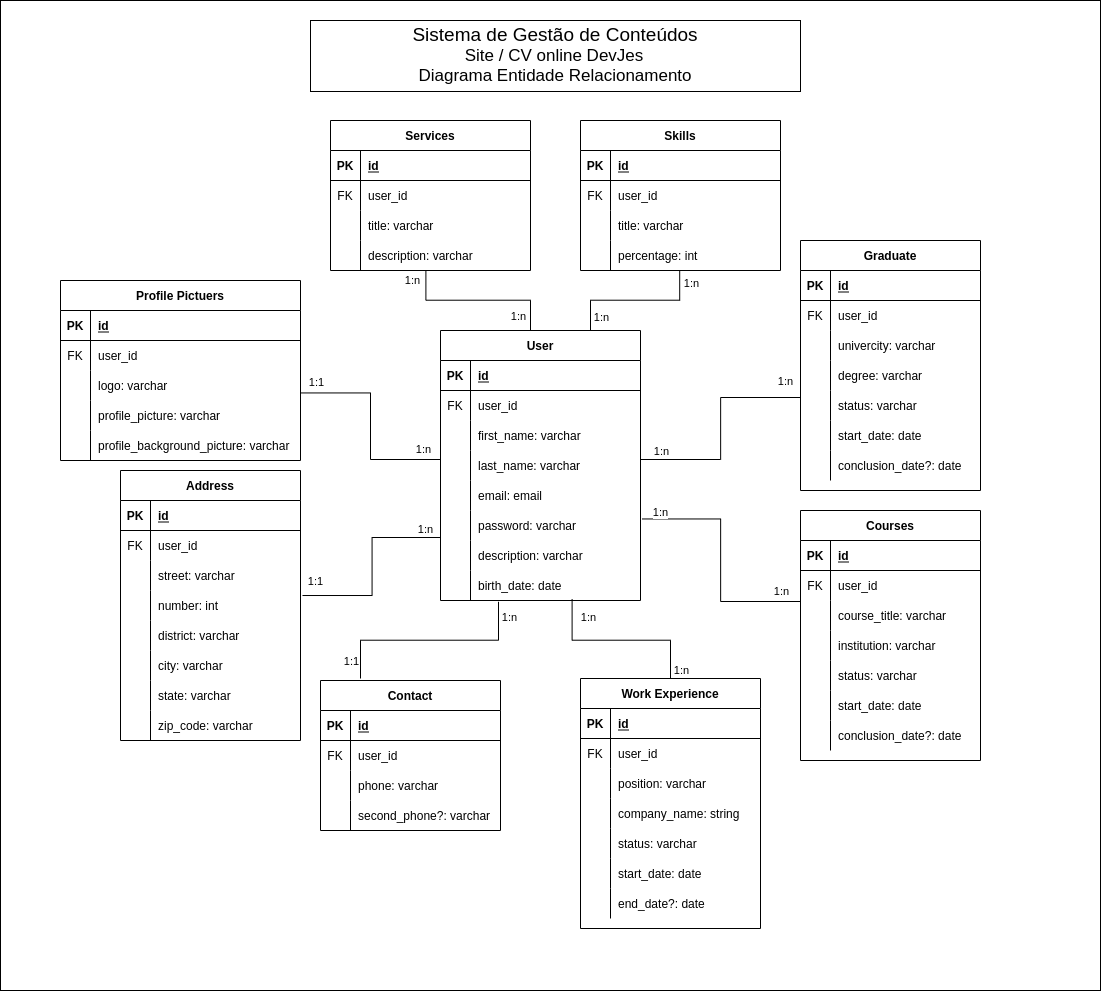 Sistema de Gestão de Conteúdos
Site / CV online DevJes
Diagrama Entidade Relacionamento
Services
PK id
FK user_id
title: varchar
description: varchar
1:n
1:n
Skills
PK id
FK user_id
title: varchar
percentage: int
1:n
1:n
Graduate
PK id
FK user_id
univercity: varchar
degree: varchar
status: varchar
start_date: date
conclusion_date?: date
1:n
1:n
Profile Pictuers
PK id
FK user_id
logo: varchar
profile_picture: varchar
profile_background_picture: varchar
1:1
1:n
User
PK id
FK user_id
first_name: varchar
last_name: varchar
email: email
password: varchar
description: varchar
birth_date: date
Address
PK id
FK user_id
street: varchar
number: int
district: varchar
city: varchar
state: varchar
zip_code: varchar
1:n
1:1
Courses
PK id
FK user_id
course_title: varchar
institution: varchar
status: varchar
start_date: date
conclusion_date?: date
1:n
1:n
Contact
PK id
FK user_id
phone: varchar
second_phone?: varchar
1:n
1:1
Work Experience
PK id
FK user_id
position: varchar
company_name: string
status: varchar
start_date: date
end_date?: date
1:n
1:n